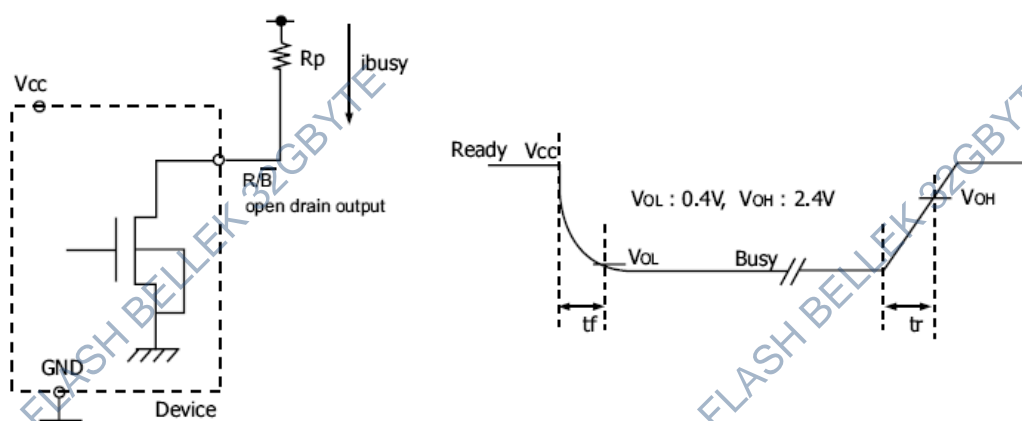 Rp
ibusy
Vcc
R/B
open drain output
GND
Device
Ready Vcc
VOL : 0.4V, VOH : 2.4V
VOH
VOL
Busy
tf
tr
FLASH BELLEK 32GBYTE
FLASH BELLEK 32GBYTE